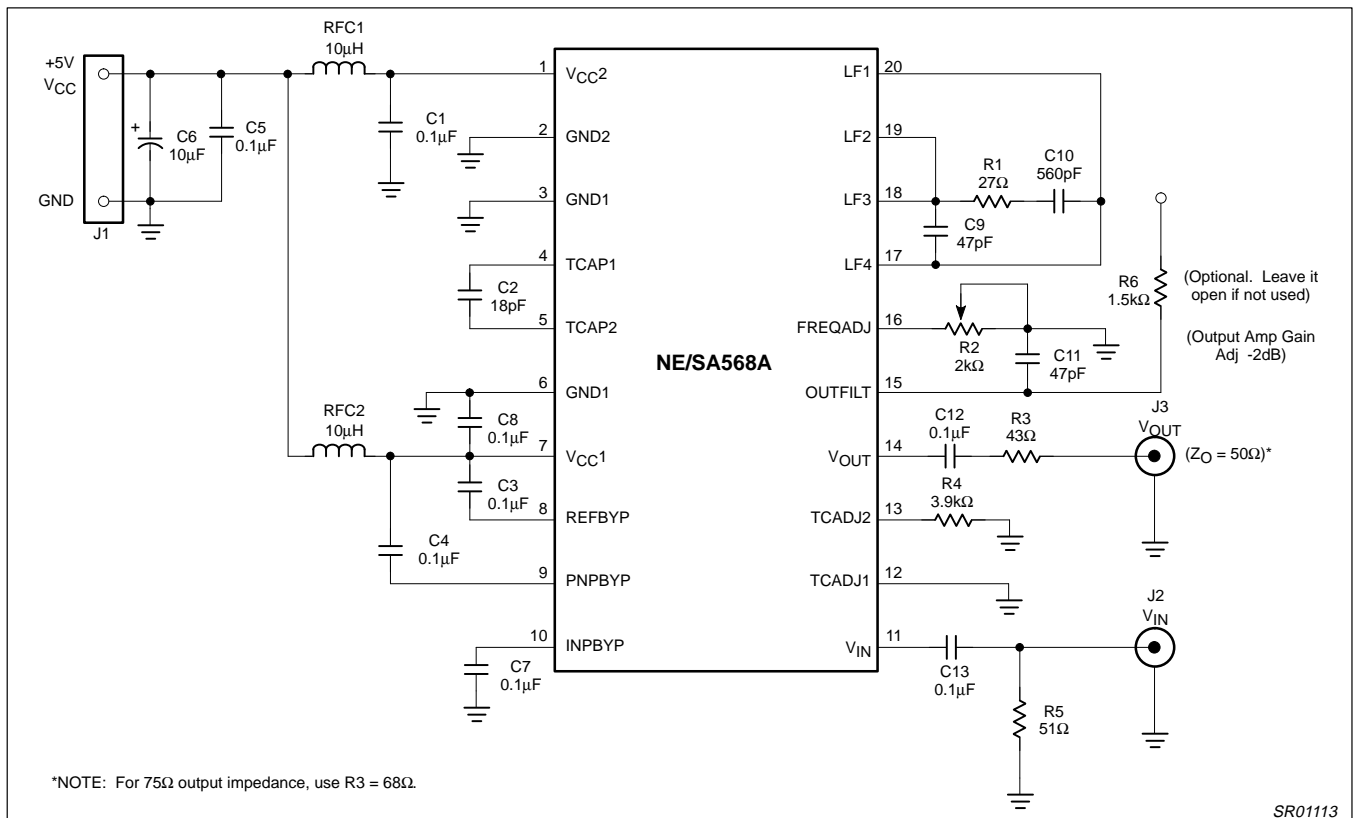 RFC1
10µH
+5V
VCC
GND
J1
+
C6
10µF
C5
0.1µF
C1
0.1µF
1
VCC2
2
GND2
3
GND1
4
TCAP1
C2
18pF
5
TCAP2
6
GND1
RFC2
10µH
C8
0.1µF
7
VCC1
C3
0.1µF
8
REFBYP
C4
0.1µF
9
PNPBYP
10
INPBYP
C7
0.1µF
NE/SA568A
LF1
20
LF2
19
R1
27Ω
C10
560pF
LF3
18
C9
47pF
LF4
17
R6
1.5kΩ
(Optional. Leave it
open if not used)
(Output Amp Gain
Adj -2dB)
FREQADJ
16
R2
2kΩ
C11
47pF
OUTFILT
15
C12
0.1µF
R3
43Ω
J3
VOUT
(ZO = 50Ω)*
VOUT
14
R4
3.9kΩ
TCADJ2
13
TCADJ1
12
J2
VIN
VIN
11
C13
0.1µF
R5
51Ω
*NOTE: For 75Ω output impedance, use R3 = 68Ω.
SR01113